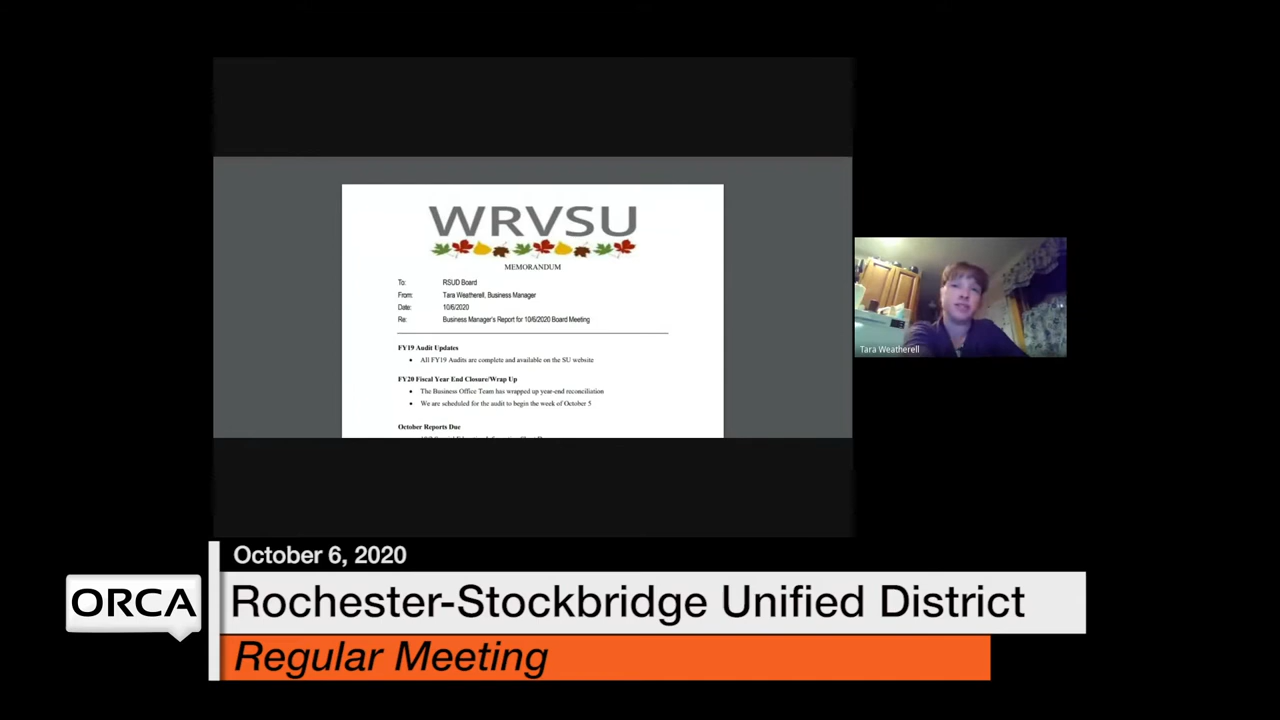 WRVSU
MEMORANDUM
To: RSUD Board
From: Tara Weatherell, Business Manager
Date: 10/6/2020
Re: Business Manager's Report for 10/6/2020 Board Meeting
FY19 Audit Updates
• All FY19 Audits are complete and available on the SU website
FY20 Fiscal Year End Closure/Wrap Up
• The Business Office Team has wrapped up year-end reconciliation
• We are scheduled for the audit to begin the week of October 5
October Reports Due
Tara Weatherell
October 6, 2020
ORCA
Rochester-Stockbridge Unified District
Regular Meeting